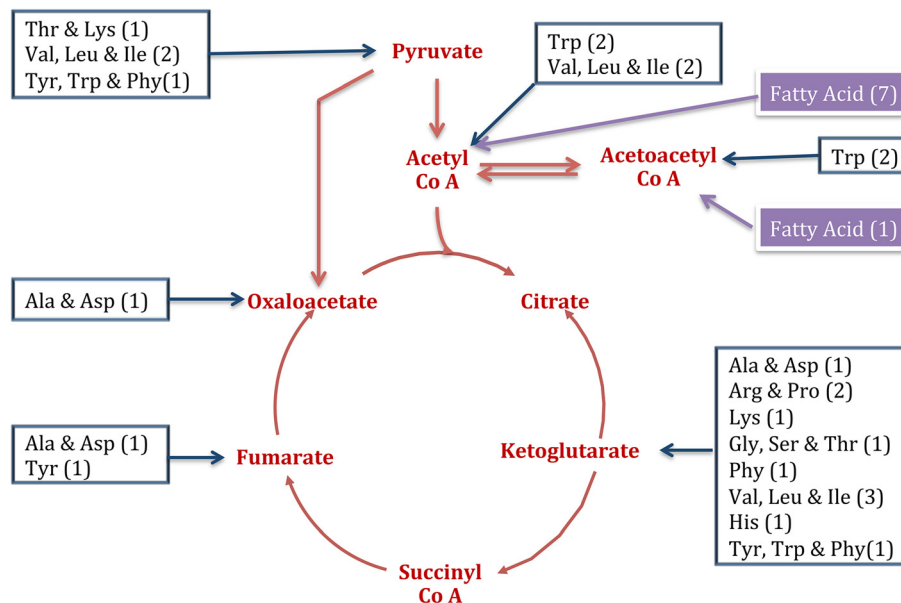 Thr & Lys (1)
Val, Leu & Ile (2)
Tyr, Trp & Phy(1)
Pyruvate
Trp (2)
Val, Leu & Ile (2)
Fatty Acid (7)
Acetyl
Co A
Acetoacetyl
Co A
Trp (2)
Fatty Acid (1)
Ala & Asp (1)
Oxaloacetate
Citrate
Ala & Asp (1)
Tyr (1)
Fumarate
Ketoglutarate
Ala & Asp (1)
Arg & Pro (2)
Lys (1)
Gly, Ser & Thr (1)
Phy (1)
Val, Leu & Ile (3)
His (1)
Tyr, Trp & Phy(1)
Succinyl
Co A